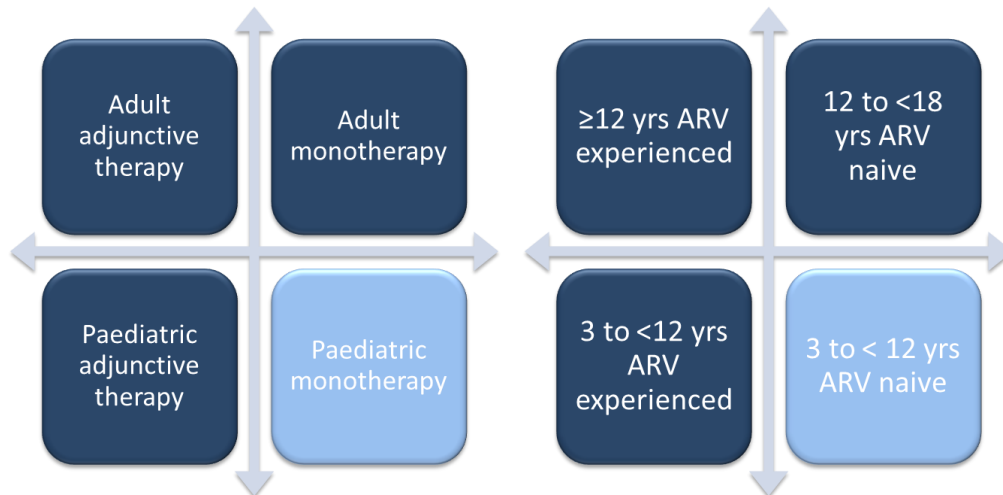 Adult
adjunctive
therapy
Adult
monotherapy
Paediatric
adjunctive
therapy
Paediatric
monotherapy
≥12 yrs ARV
experienced
12 to <18
yrs ARV
naive
3 to <12 yrs
ARV
experienced
3 to < 12 yrs
ARV naive